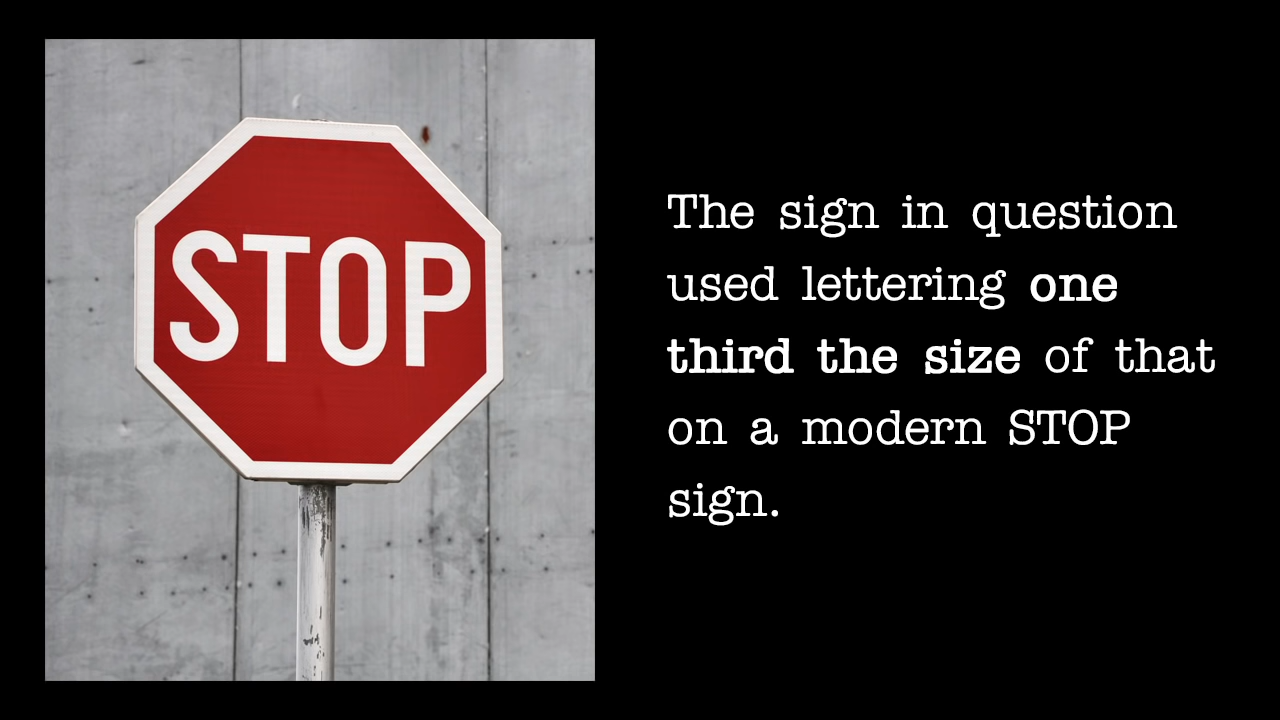 STOP
The sign in question
used lettering one
third the size of that
on a modern STOP
sign.